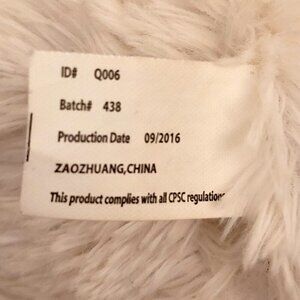 ID# Q006
Batch# 438
Production Date 09/2016
ZAOZHUANG,CHINA
This product complies with all CPSC regulations